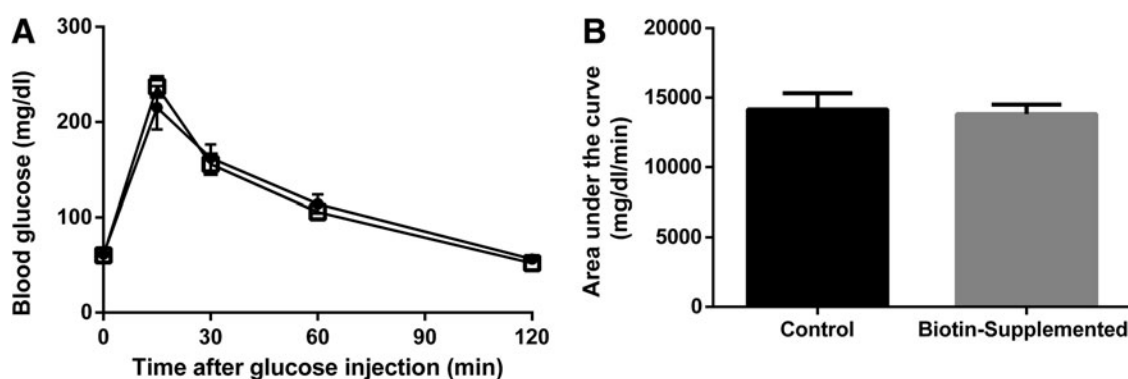 A
Blood glucose (mg/dl)
300
200
100
0
0 30 60 90 120
Time after glucose injection (min)
B
Area under the curve
(mg/dl/min)
20000
15000
10000
5000
0
Control Biotin-Supplemented